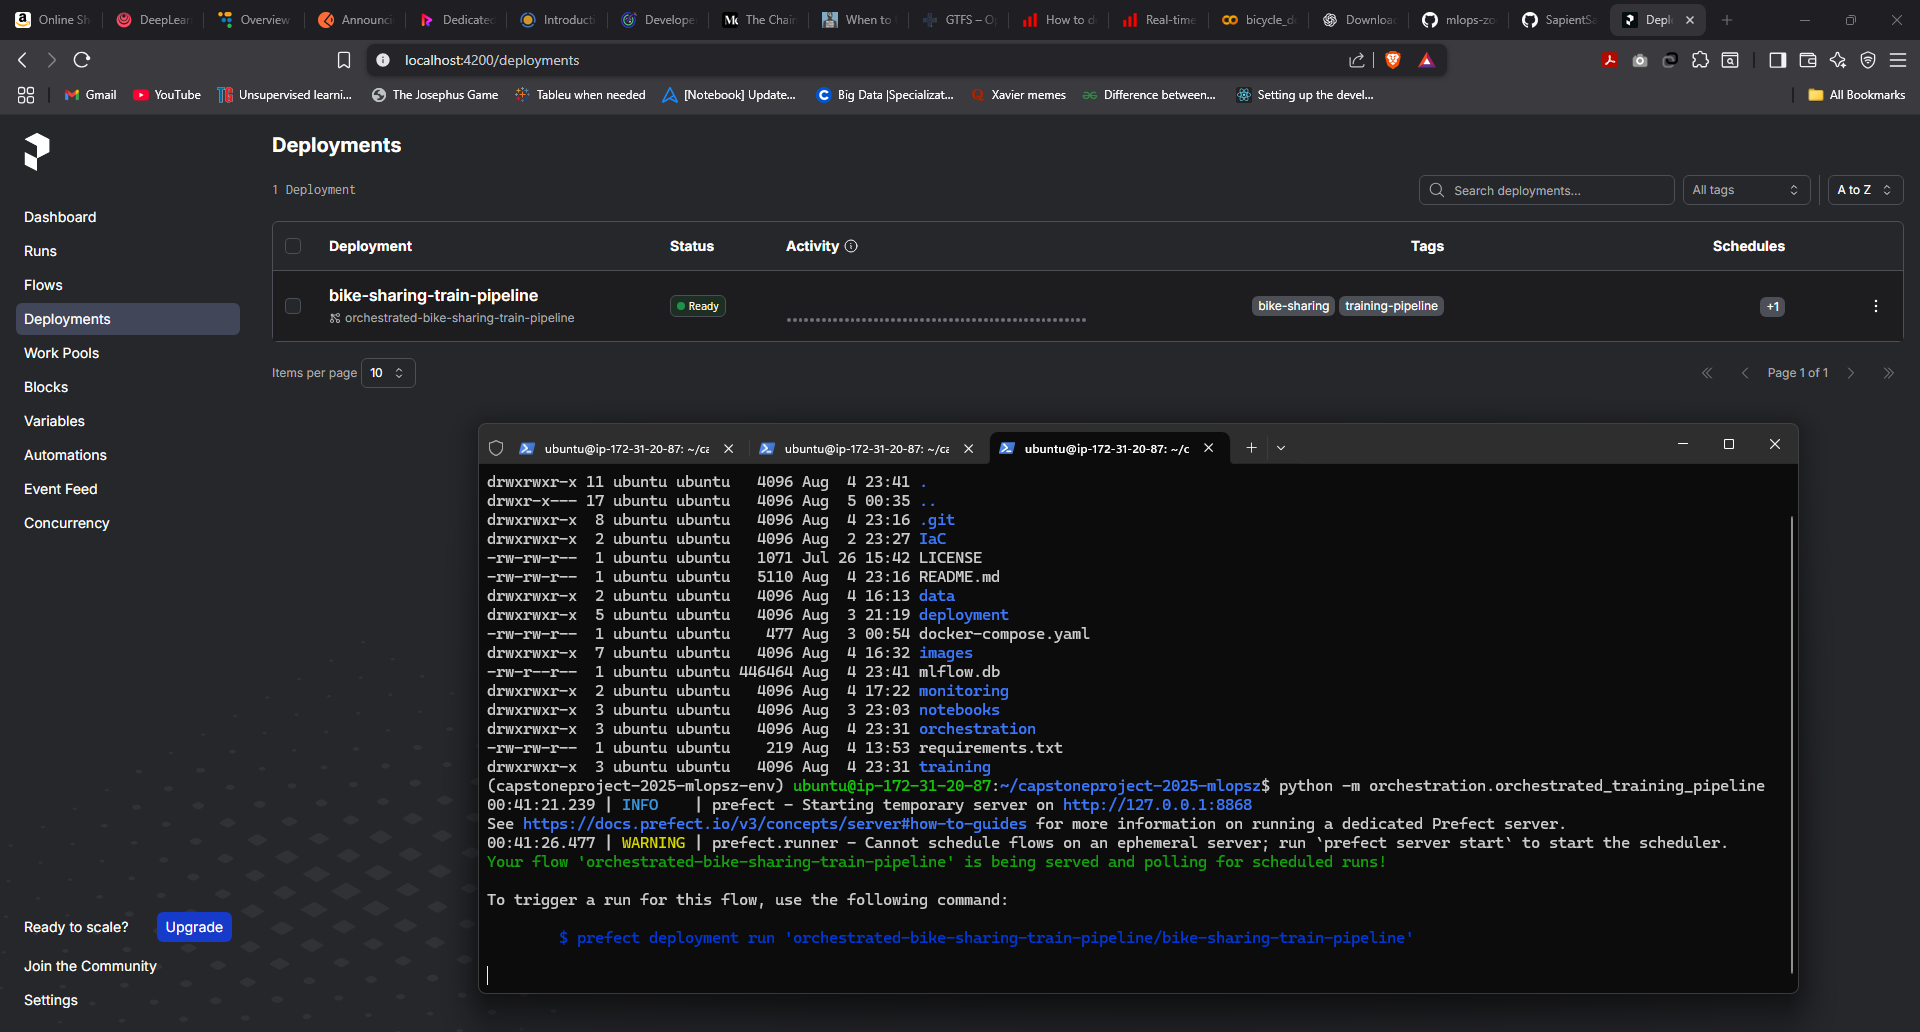 Online Sh
DeepLear
Overview
Announci
Dedicated
Introducti
Develope
The Chain
When to
GTFS – O
How to d
Real-time
bicycle_d
Downloac
mlops-zo
SapientSa
Depl
localhost:4200/deployments
Gmail
YouTube
Unsupervised learni...
The Josephus Game
Tableu when needed
[Notebook] Update...
Big Data |Specializat...
Xavier memes
Difference between...
Setting up the devel...
All Bookmarks
Dashboard
Runs
Flows
Deployments
Work Pools
Blocks
Variables
Automations
Event Feed
Concurrency
Ready to scale?
Upgrade
Join the Community
Settings
Deployments
1 Deployment
Search deployments...
All tags
A to Z
Deployment Status Activity Tags Schedules
bike-sharing-train-pipeline
orchestrated-bike-sharing-train-pipeline
Ready
bike-sharing
training-pipeline
+1
Items per page 10
Page 1 of 1
ubuntu@ip-172-31-20-87: ~/ca
ubuntu@ip-172-31-20-87: ~/ca
ubuntu@ip-172-31-20-87: ~/c
drwxrwxr-x 11 ubuntu ubuntu   4096 Aug  4 23:41 .
drwxr-x--- 17 ubuntu ubuntu   4096 Aug  5 00:35 ..
drwxrwxr-x  8 ubuntu ubuntu   4096 Aug  4 23:16 .git
drwxrwxr-x  2 ubuntu ubuntu   4096 Aug  2 23:27 IaC
-rw-rw-r--  1 ubuntu ubuntu   1071 Jul 26 15:42 LICENSE
-rw-rw-r--  1 ubuntu ubuntu   5110 Aug  4 23:16 README.md
drwxrwxr-x  2 ubuntu ubuntu   4096 Aug  4 16:13 data
drwxrwxr-x  5 ubuntu ubuntu   4096 Aug  3 21:19 deployment
-rw-rw-r--  1 ubuntu ubuntu    477 Aug  3 00:54 docker-compose.yaml
drwxrwxr-x  7 ubuntu ubuntu   4096 Aug  4 16:32 images
-rw-r--r--  1 ubuntu ubuntu 446464 Aug  4 23:41 mlflow.db
drwxrwxr-x  2 ubuntu ubuntu   4096 Aug  4 17:22 monitoring
drwxrwxr-x  3 ubuntu ubuntu   4096 Aug  3 23:03 notebooks
drwxrwxr-x  3 ubuntu ubuntu   4096 Aug  4 23:31 orchestration
-rw-rw-r--  1 ubuntu ubuntu    219 Aug  4 13:53 requirements.txt
drwxrwxr-x  3 ubuntu ubuntu   4096 Aug  4 23:31 training
(capstoneproject-2025-mlopsz-env) ubuntu@ip-172-31-20-87:~/capstoneproject-2025-mlopsz$ python -m orchestration.orchestrated_training_pipeline
00:41:21.239 | INFO    | prefect - Starting temporary server on http://127.0.0.1:8868
See https://docs.prefect.io/v3/concepts/server#how-to-guides for more information on running a dedicated Prefect server.
00:41:26.477 | WARNING | prefect.runner - Cannot schedule flows on an ephemeral server; run `prefect server start` to start the scheduler.
Your flow 'orchestrated-bike-sharing-train-pipeline' is being served and polling for scheduled runs!
To trigger a run for this flow, use the following command:
$ prefect deployment run 'orchestrated-bike-sharing-train-pipeline/bike-sharing-train-pipeline'